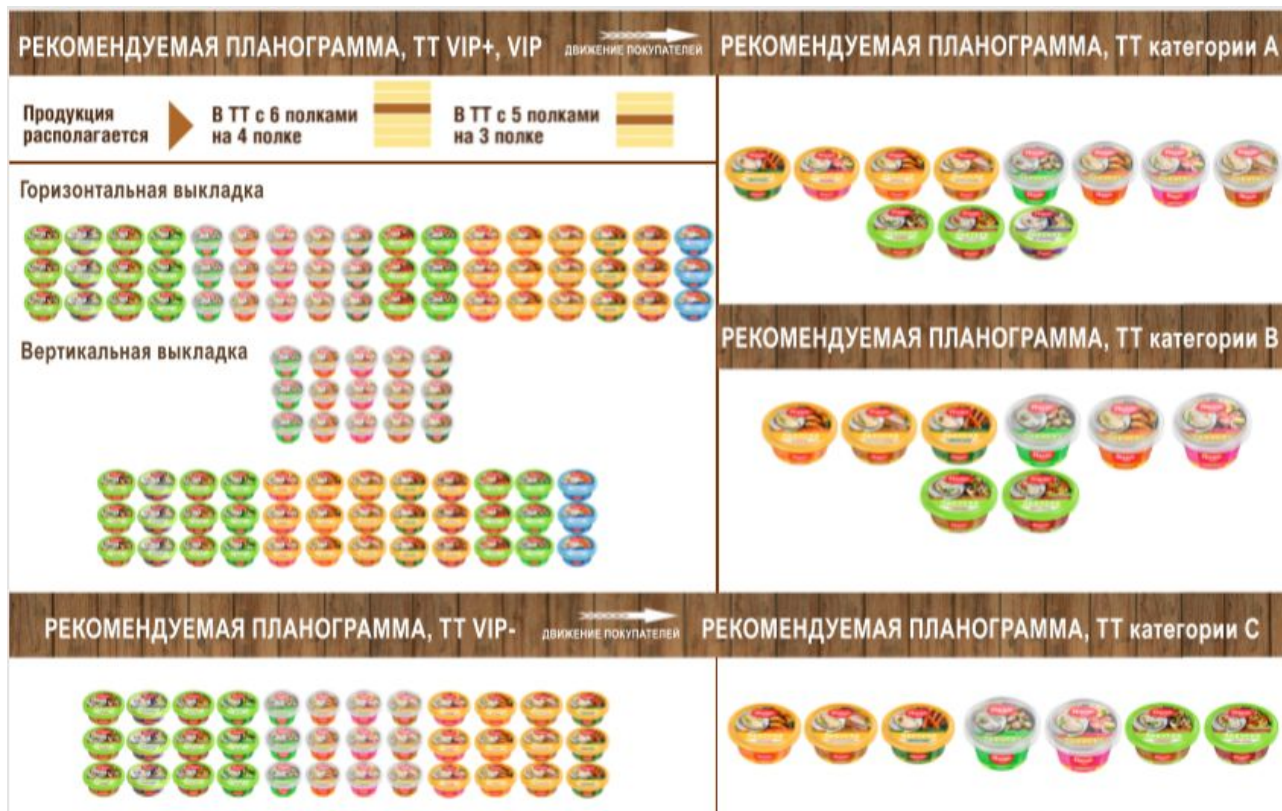 РЕКОМЕНДУЕМАЯ ПЛАНОГРАММА, ТТ VIP+, VIP
ДВИЖЕНИЕ ПОКУПАТЕЛЕЙ
РЕКОМЕНДУЕМАЯ ПЛАНОГРАММА, ТТ категории А
Продукция
располагается
В ТТ с 6 полками
на 4 полке
В ТТ с 5 полками
на 3 полке
Горизонтальная выкладка
Вертикальная выкладка
РЕКОМЕНДУЕМАЯ ПЛАНОГРАММА, ТТ категории В
РЕКОМЕНДУЕМАЯ ПЛАНОГРАММА, ТТ VIP-
ДВИЖЕНИЕ ПОКУПАТЕЛЕЙ
РЕКОМЕНДУЕМАЯ ПЛАНОГРАММА, ТТ категории С